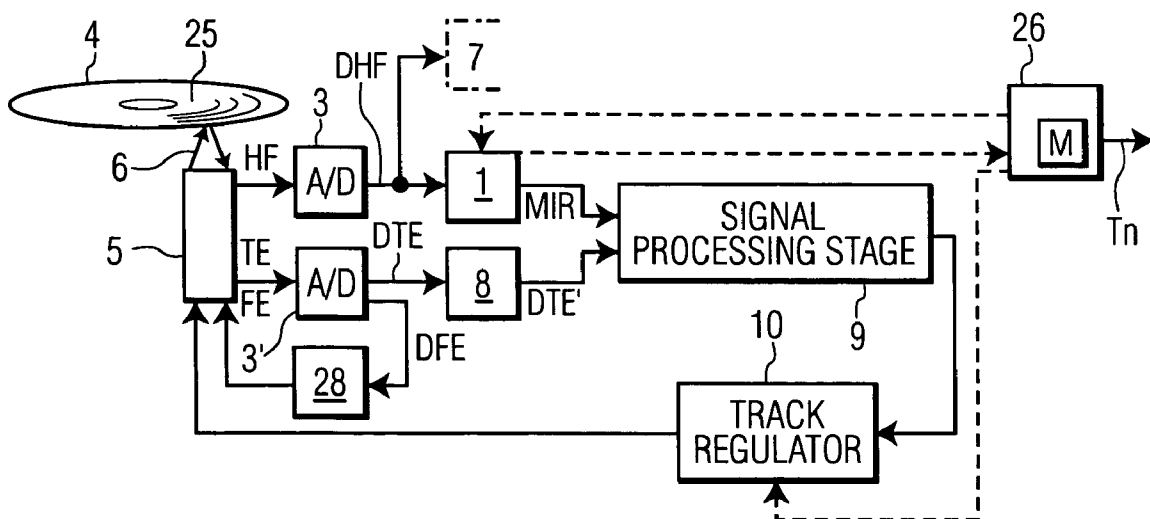 4
25
DHF
7
26
3
6
HF
A/D
1
MIR
M
Tn
SIGNAL
PROCESSING STAGE
5
TE
FE
A/D
DTE
8
DTE'
9
3'
28
DFE
10
TRACK
REGULATOR